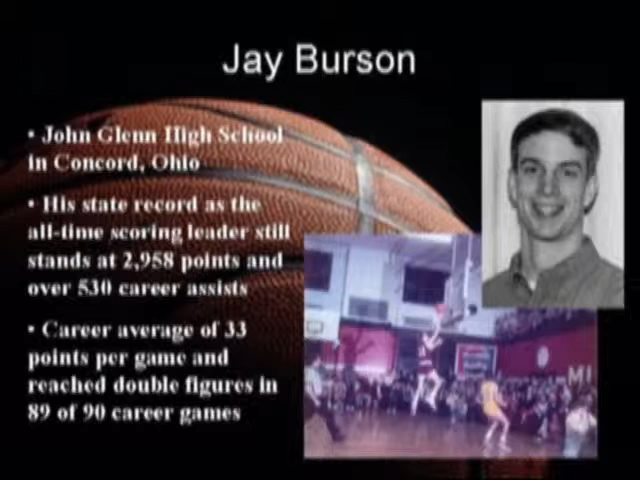 Jay Burson
• John Glenn High School
in Concord, Ohio
• His state record as the
all-time scoring leader still
stands at 2,958 points and
over 530 career assists
• Career average of 33
points per game and
reached double figures in
89 of 90 career games
MI